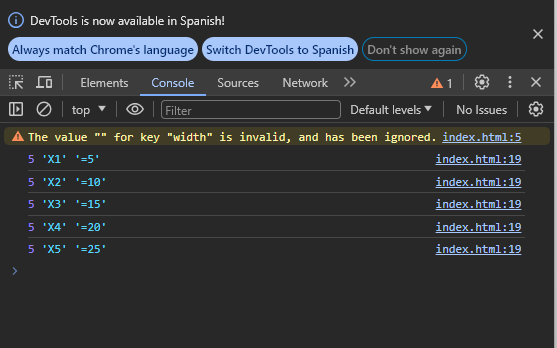 DevTools is now available in Spanish!
Always match Chrome's language Switch DevTools to Spanish Don't show again
Elements Console Sources Network 1
top Filter Default levels No Issues
The value "" for key "width" is invalid, and has been ignored. index.html:5
5 'X1' '=5' index.html:19
5 'X2' '=10' index.html:19
5 'X3' '=15' index.html:19
5 'X4' '=20' index.html:19
5 'X5' '=25' index.html:19